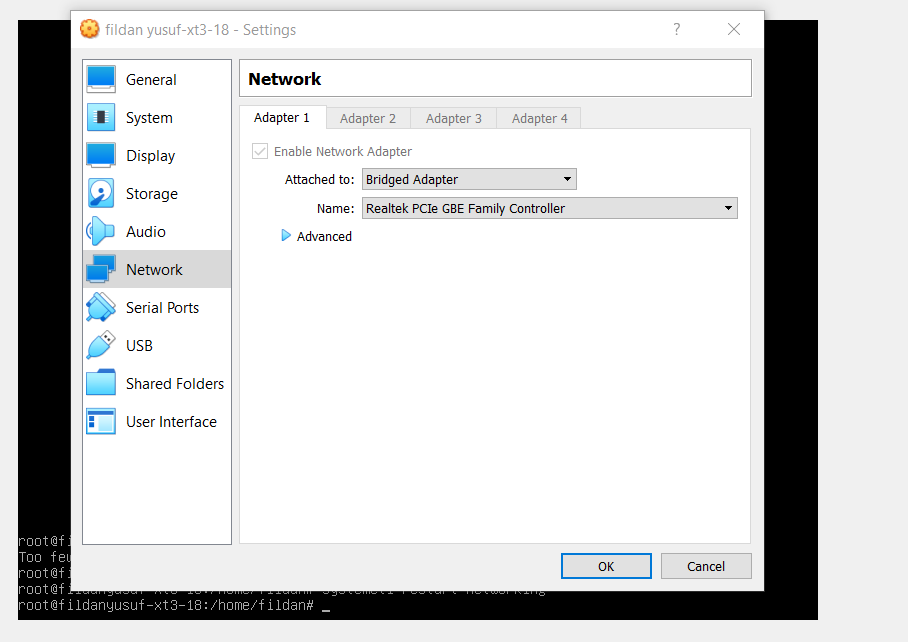 fildan yusuf-xt3-18 - Settings
?
General
System
Display
Storage
Audio
Network
Serial Ports
USB
Shared Folders
User Interface
Network
Adapter 1
Adapter 2
Adapter 3
Adapter 4
Enable Network Adapter
Attached to: Bridged Adapter
Name: Realtek PCIe GBE Family Controller
Advanced
OK
Cancel
root@fi
Too few
root@fi
root@fildanyusuf-xt3-18:/home/fildan# systemctl restart networking
root@fildanyusuf-xt3-18:/home/fildan# _